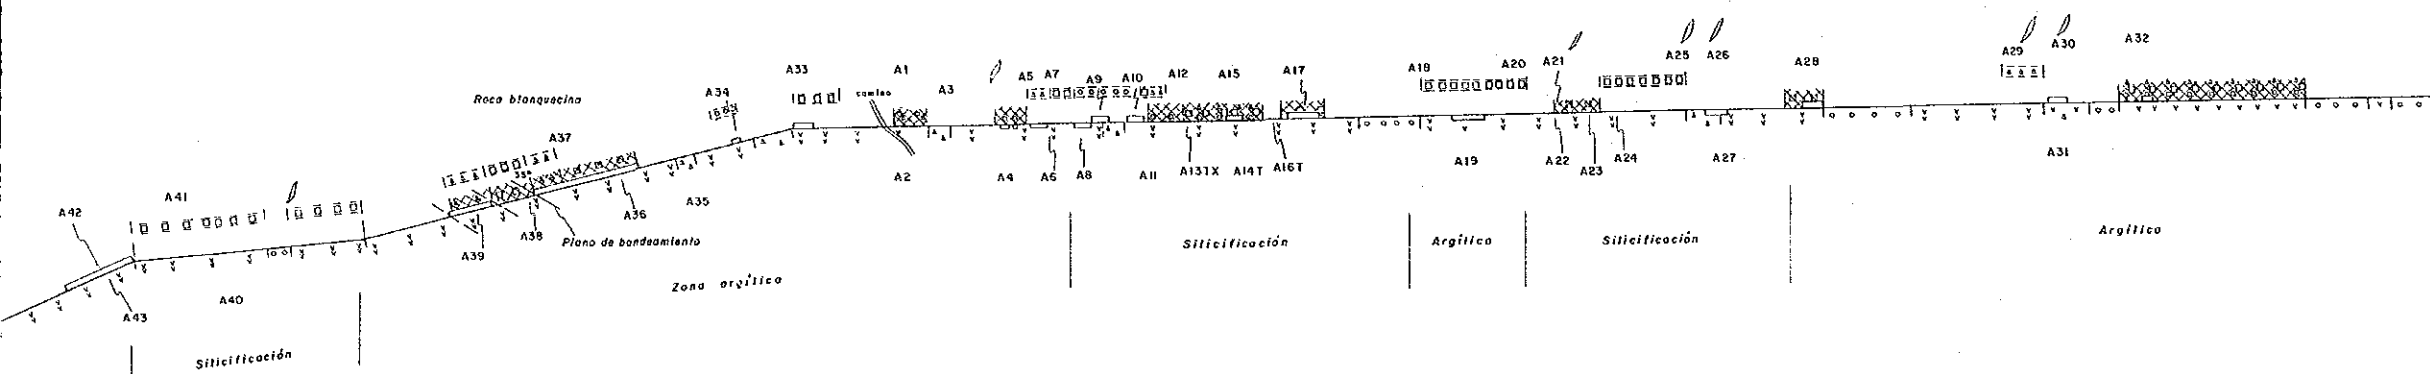 A32
A30
A29
A25 A26
A21
A28
A20
A18
A17
A12 A15
A10
A9
A5 A7
A1
A3
A33
camino
A34
Roca blanquecina
A37
A41
A42
A2
A4 A6 A8 A11 A13TX A14T A16T
A19
A22 A23 A24
A27
A31
A35
A36
A38
A39
Plano de bandeamiento
A40
A43
Zona argílica
Silicificación
Silicificación
Argílica
Silicificación
Argílica